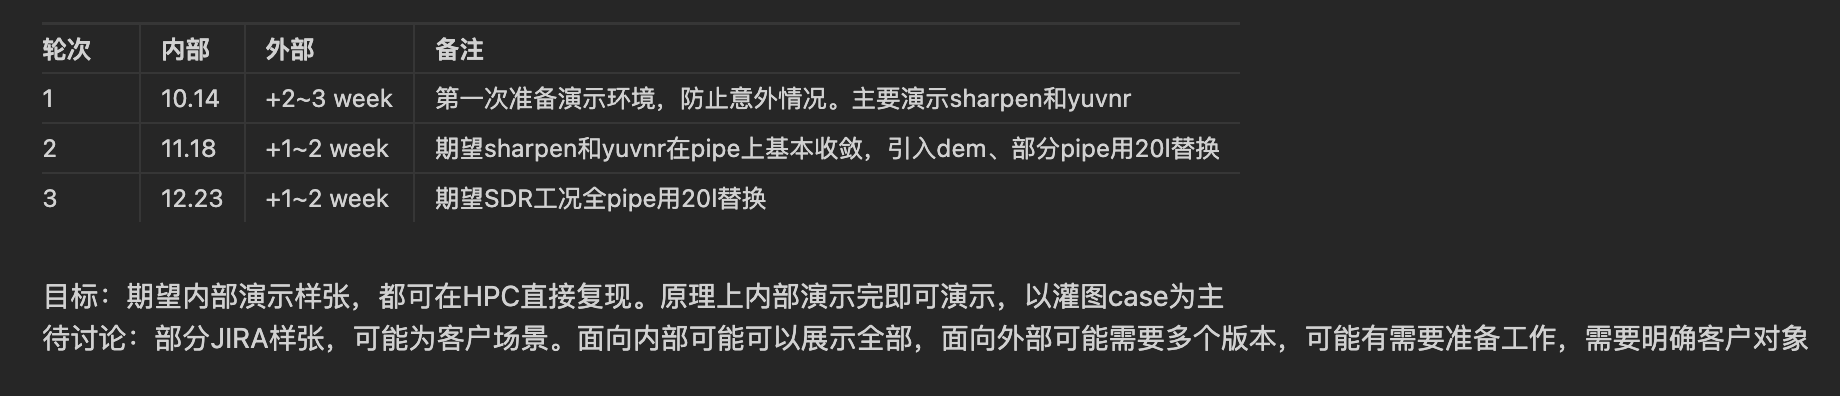 轮次 内部 外部 备注
1 10.14 +2~3 week 第一次准备演示环境，防止意外情况。主要演示sharpen和yuvnr
2 11.18 +1~2 week 期望sharpen和yuvnr在pipe上基本收敛，引入dem、部分pipe用20l替换
3 12.23 +1~2 week 期望SDR工况全pipe用20l替换
目标：期望内部演示样张，都可在HPC直接复现。原理上内部演示完即可演示，以灌图case为主
待讨论：部分JIRA样张，可能为客户场景。面向内部可能可以展示全部，面向外部可能需要多个版本，可能有需要准备工作，需要明确客户对象